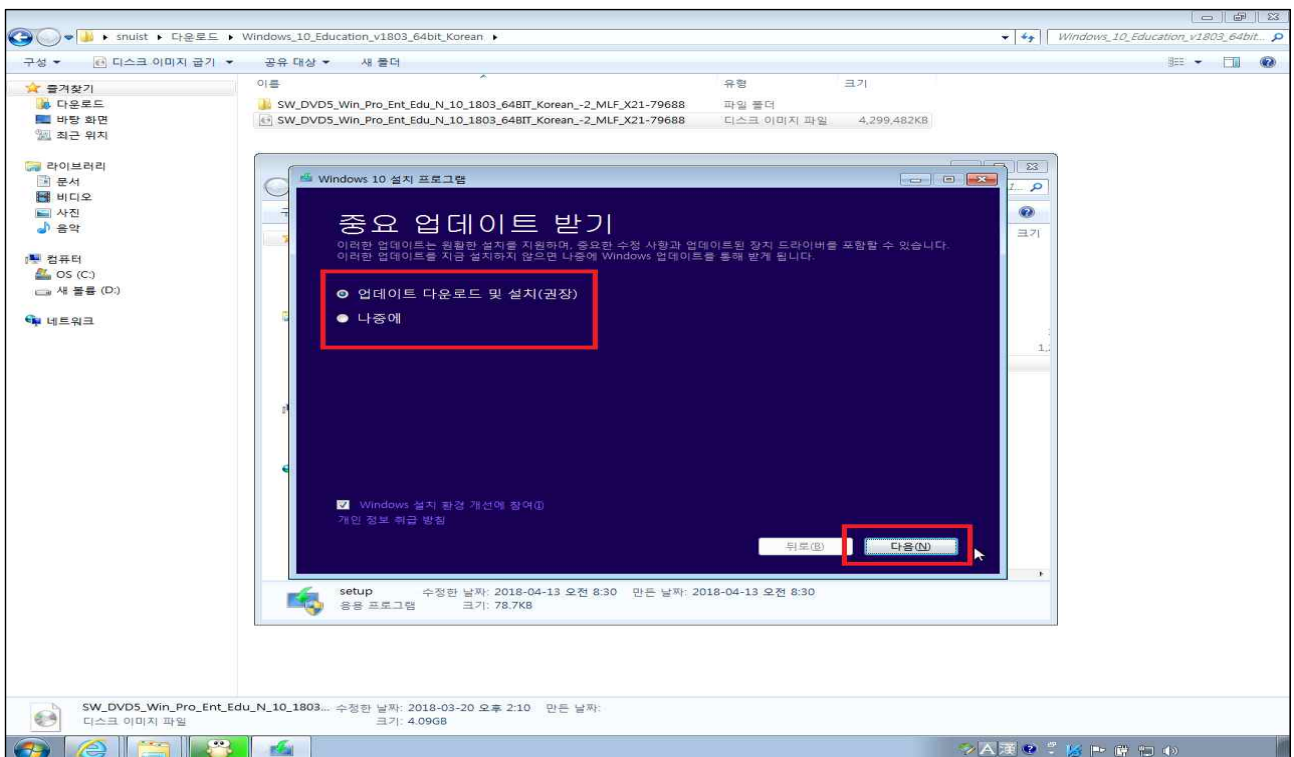 snuist ▸ 다운로드 ▸ Windows_10_Education_v1803_64bit_Korean ▸
Windows_10_Education_v1803_64bit...
구성 디스크 이미지 굽기 공유 대상 새 폴더
즐겨찾기
다운로드
바탕 화면
최근 위치
라이브러리
문서
비디오
사진
음악
컴퓨터
OS (C:)
새 볼륨 (D:)
네트워크
이름 유형 크기
SW_DVD5_Win_Pro_Ent_Edu_N_10_1803_64BIT_Korean_-2_MLF_X21-79688 파일 폴더
SW_DVD5_Win_Pro_Ent_Edu_N_10_1803_64BIT_Korean_-2_MLF_X21-79688 디스크 이미지 파일 4,299,482KB
Windows 10 설치 프로그램
크기
중요 업데이트 받기
이러한 업데이트는 원활한 설치를 지원하며, 중요한 수정 사항과 업데이트된 장치 드라이버를 포함할 수 있습니다.
이러한 업데이트를 지금 설치하지 않으면 나중에 Windows 업데이트를 통해 받게 됩니다.
업데이트 다운로드 및 설치(권장)
나중에
Windows 설치 환경 개선에 참여(I)
개인 정보 취급 방침
뒤로(B) 다음(N)
setup 수정한 날짜: 2018-04-13 오전 8:30 만든 날짜: 2018-04-13 오전 8:30
응용 프로그램 크기: 78.7KB
SW_DVD5_Win_Pro_Ent_Edu_N_10_1803... 수정한 날짜: 2018-03-20 오후 2:10 만든 날짜:
디스크 이미지 파일 크기: 4.09GB
A 漢